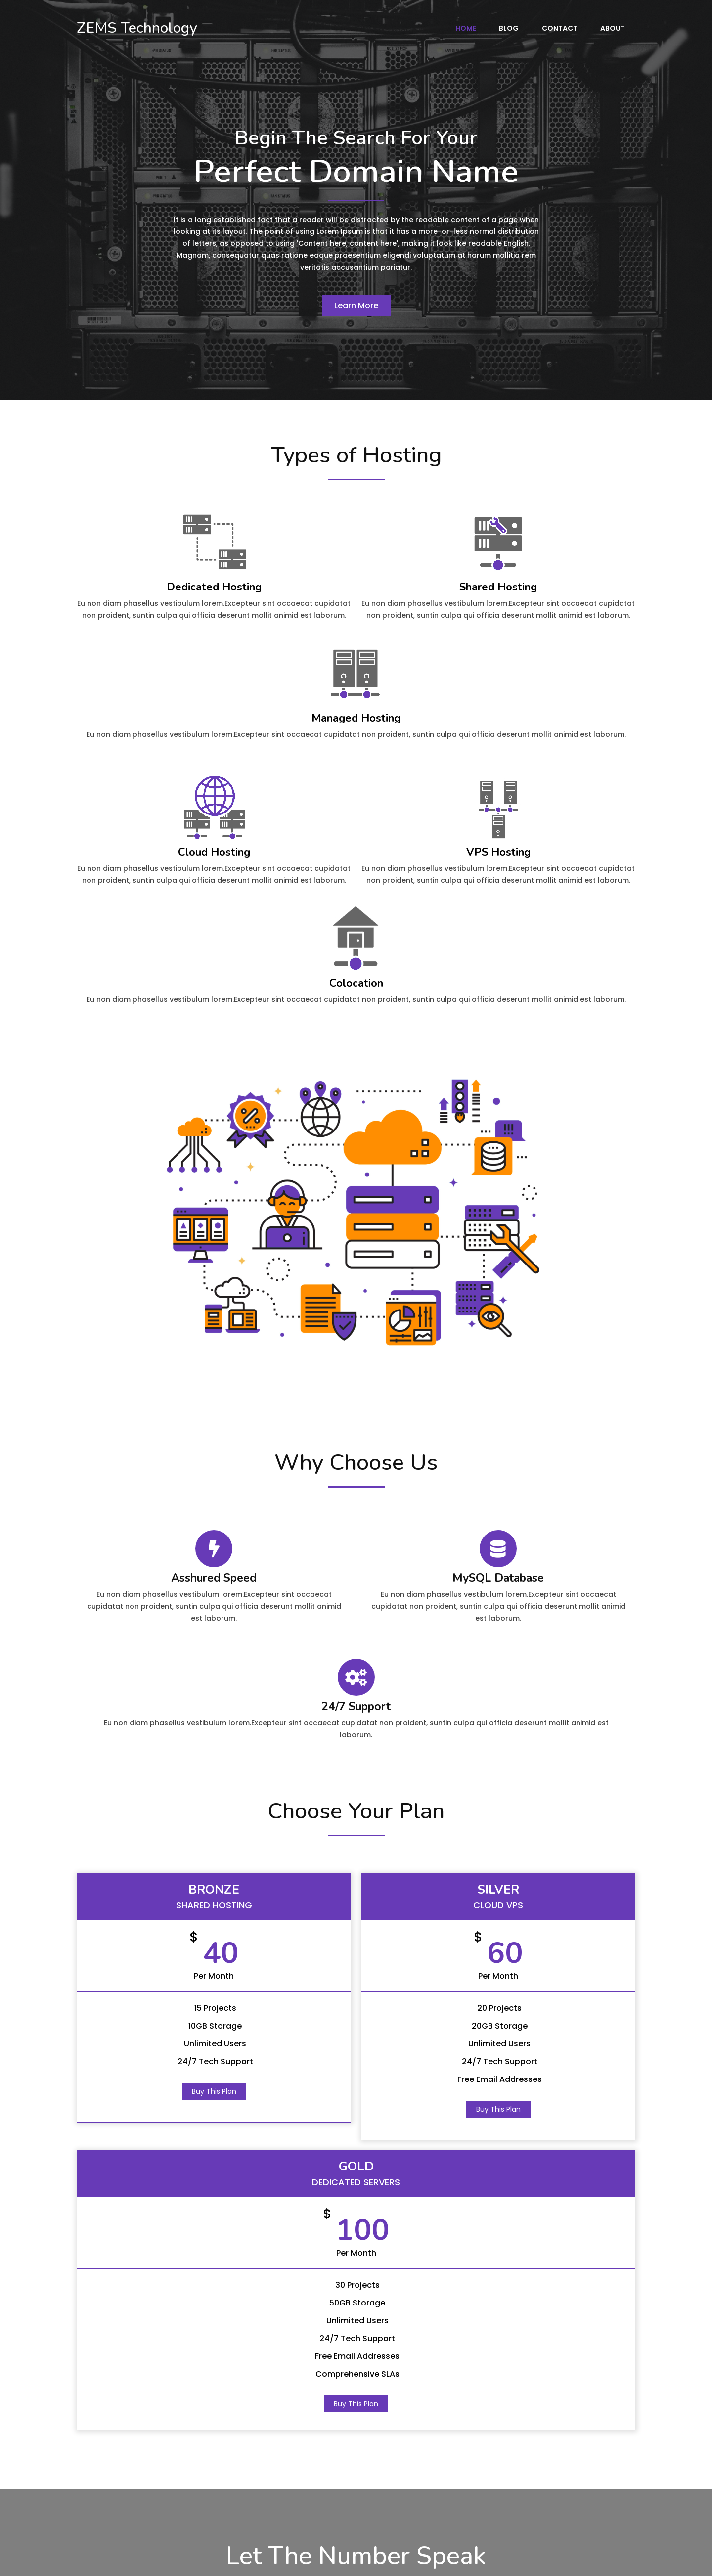 ZEMS Technology
HOME BLOG CONTACT ABOUT
Begin The Search For Your
Perfect Domain Name
It is a long established fact that a reader will be distracted by the readable content of a page when
looking at its layout. The point of using Lorem Ipsum is that it has a more-or-less normal distribution
of letters, as opposed to using 'Content here, content here', making it look like readable English.
Magnam, consequatur quas ratione eaque praesentium eligendi voluptatum at harum mollitia rem
veritatis accusantium pariatur.
Learn More
Types of Hosting
Dedicated Hosting
Eu non diam phasellus vestibulum lorem.Excepteur sint occaecat cupidatat
non proident, suntin culpa qui officia deserunt mollit animid est laborum.
Shared Hosting
Eu non diam phasellus vestibulum lorem.Excepteur sint occaecat cupidatat
non proident, suntin culpa qui officia deserunt mollit animid est laborum.
Managed Hosting
Eu non diam phasellus vestibulum lorem.Excepteur sint occaecat cupidatat non proident, suntin culpa qui officia deserunt mollit animid est laborum.
Cloud Hosting
Eu non diam phasellus vestibulum lorem.Excepteur sint occaecat cupidatat
non proident, suntin culpa qui officia deserunt mollit animid est laborum.
VPS Hosting
Eu non diam phasellus vestibulum lorem.Excepteur sint occaecat cupidatat
non proident, suntin culpa qui officia deserunt mollit animid est laborum.
Colocation
Eu non diam phasellus vestibulum lorem.Excepteur sint occaecat cupidatat non proident, suntin culpa qui officia deserunt mollit animid est laborum.
Why Choose Us
Asshured Speed
Eu non diam phasellus vestibulum lorem.Excepteur sint occaecat
cupidatat non proident, suntin culpa qui officia deserunt mollit animid
est laborum.
MySQL Database
Eu non diam phasellus vestibulum lorem.Excepteur sint occaecat
cupidatat non proident, suntin culpa qui officia deserunt mollit animid
est laborum.
24/7 Support
Eu non diam phasellus vestibulum lorem.Excepteur sint occaecat cupidatat non proident, suntin culpa qui officia deserunt mollit animid est
laborum.
Choose Your Plan
BRONZE
SHARED HOSTING
$ 40
Per Month
15 Projects
10GB Storage
Unlimited Users
24/7 Tech Support
Buy This Plan
SILVER
CLOUD VPS
$ 60
Per Month
20 Projects
20GB Storage
Unlimited Users
24/7 Tech Support
Free Email Addresses
Buy This Plan
GOLD
DEDICATED SERVERS
$ 100
Per Month
30 Projects
50GB Storage
Unlimited Users
24/7 Tech Support
Free Email Addresses
Comprehensive SLAs
Buy This Plan
Let The Number Speak